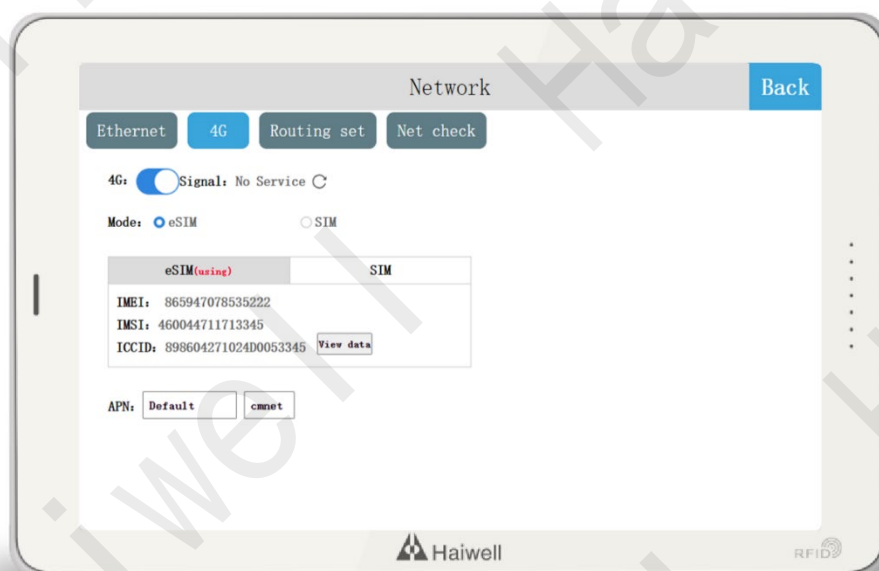 Network
Back
Ethernet
4G
Routing set
Net check
4G: Signal: No Service
Mode: eSIM SIM
eSIM(using) SIM
IMEI: 865947078535222
IMSI: 460044711713345
ICCID: 898604271024D0053345 View data
APN: Default cmnet
Haiwell
RFID
Haiwell